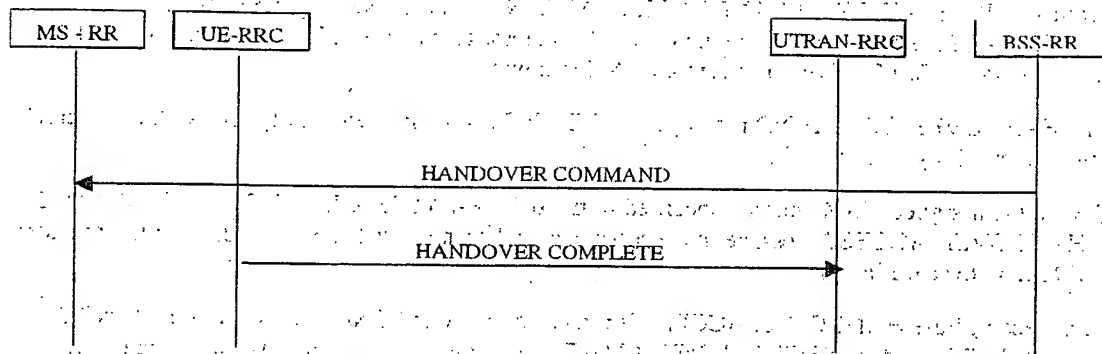 MS - RR
UE-RRC
UTRAN-RRC
BSS-RR
HANDOVER COMMAND
HANDOVER COMPLETE